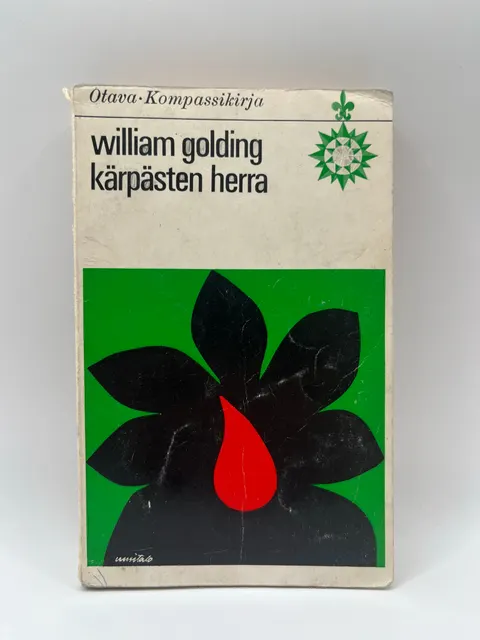 Otava · Kompassikirja
william golding
kärpästen herra